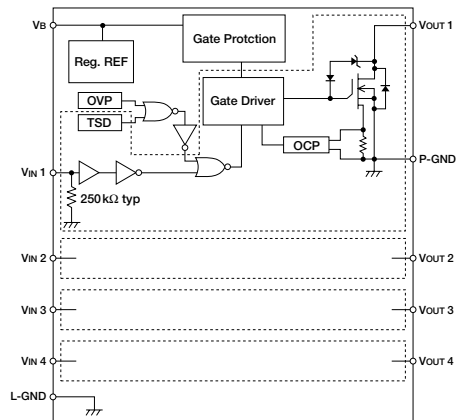 VB
VOUT 1
Gate Protction
Reg. REF
OVP
TSD
Gate Driver
OCP
P-GND
VIN 1
250kΩ typ
VIN 2
VOUT 2
VIN 3
VOUT 3
VIN 4
VOUT 4
L-GND